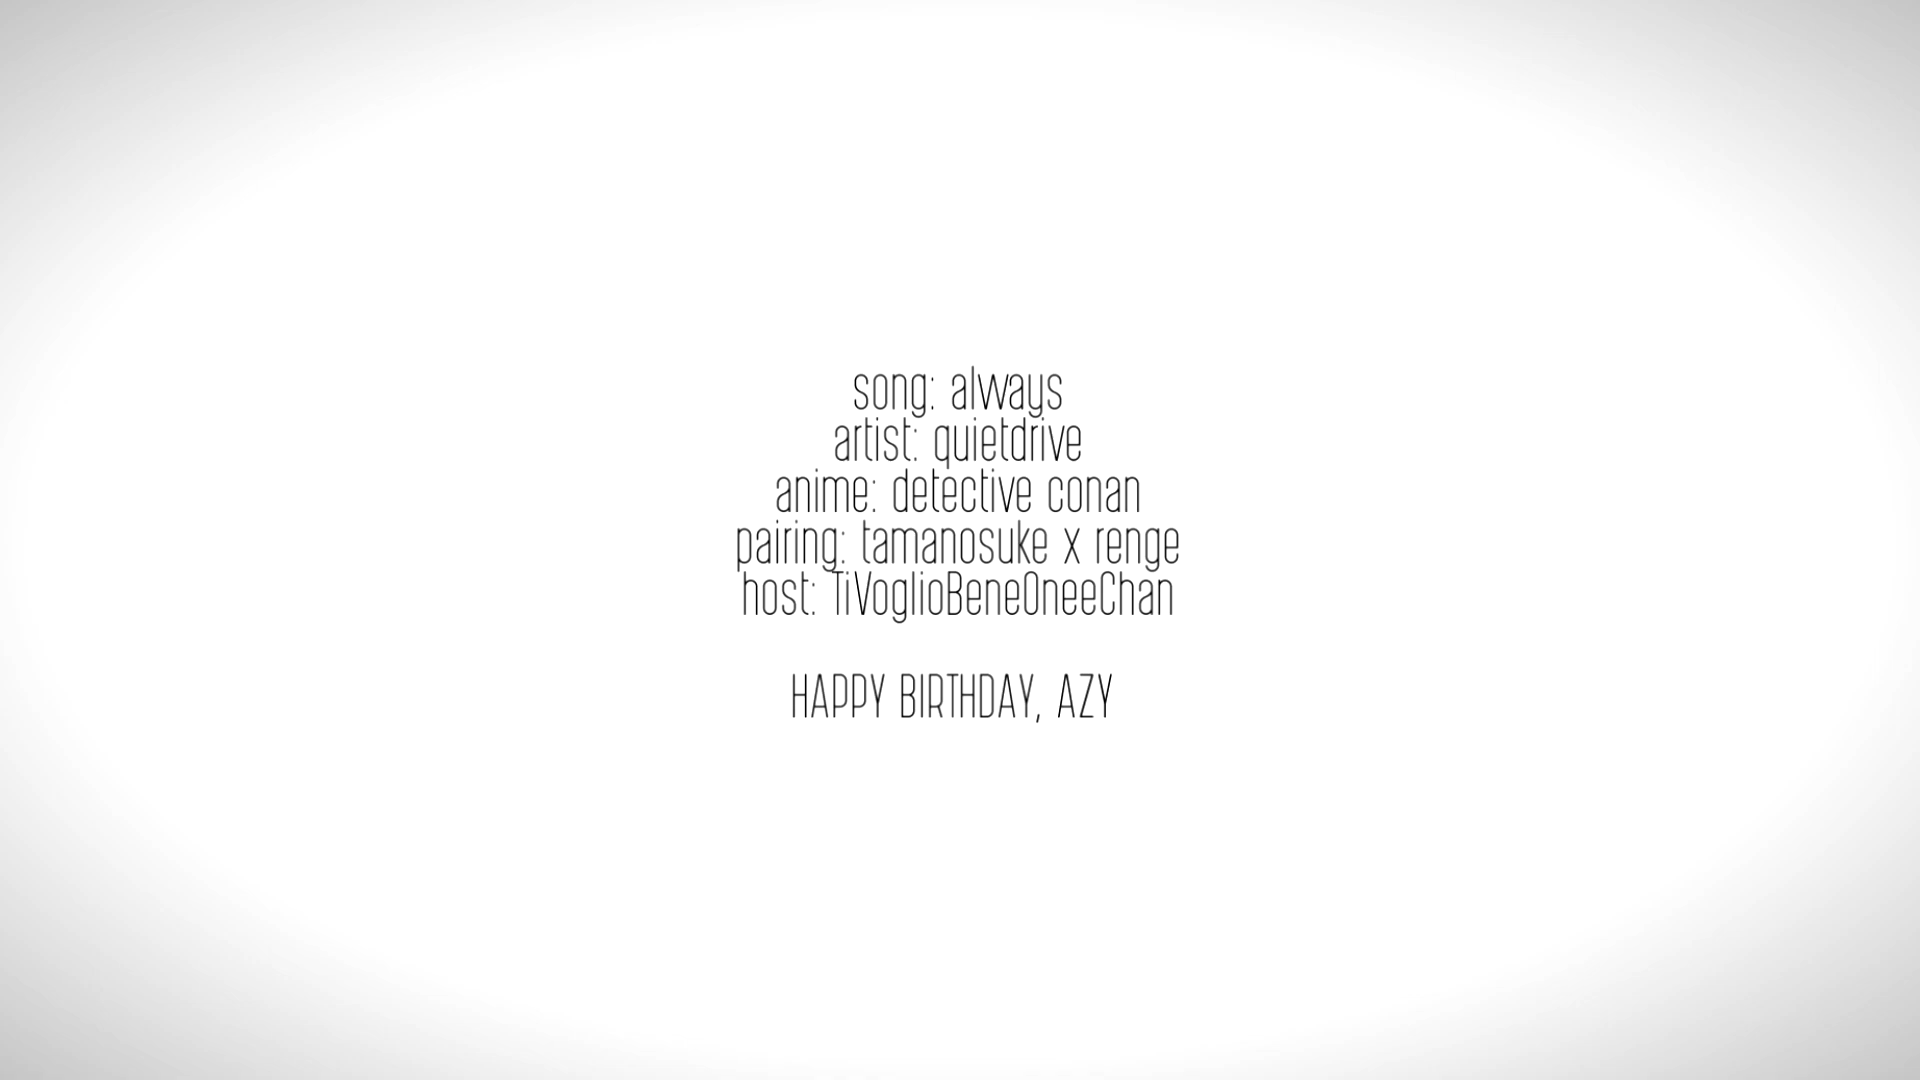 song: always
artist: quietdrive
anime: detective conan
pairing: tamanosuke x renge
host: TiVoglioBeneOneeChan
HAPPY BIRTHDAY, AZY